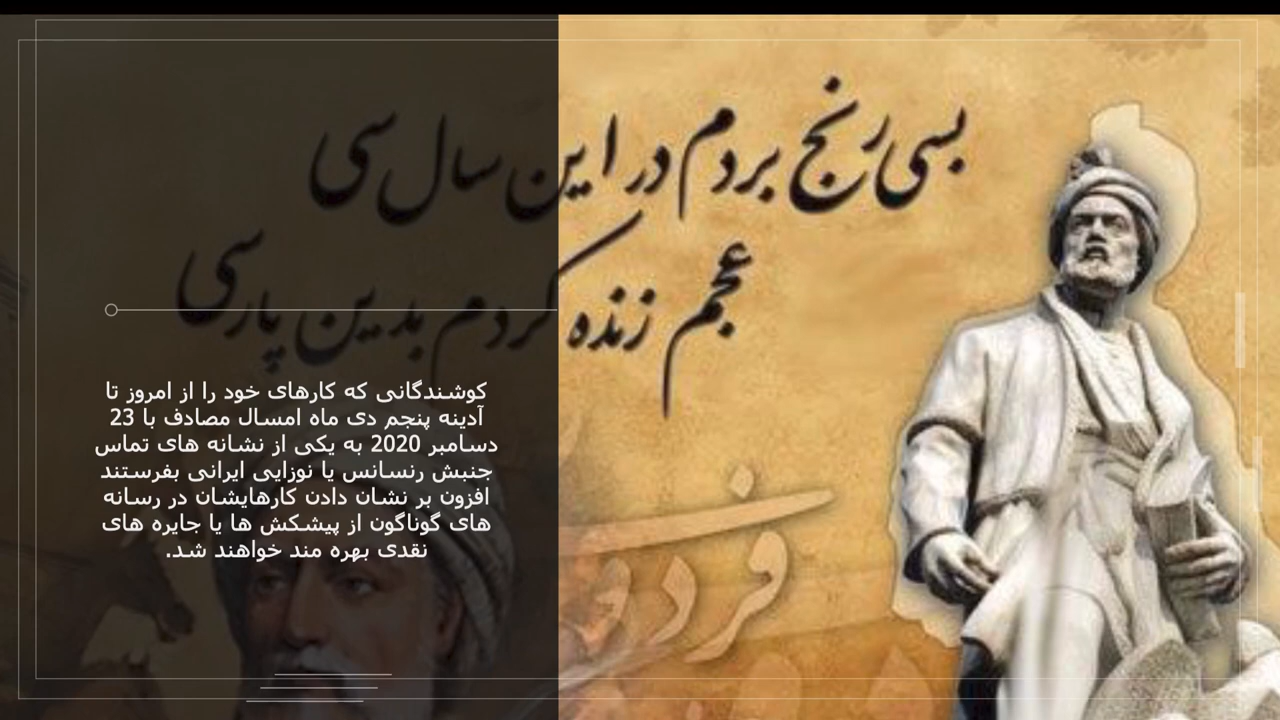 بسی رنج بردم در این سال سی
عجم زنده کردم بدین پارسی
کوشندگانی که کارهای خود را از امروز تا
آدینه پنجم دی ماه امسال مصادف با 23
دسامبر 2020 به یکی از نشانه های تماس
جنبش رنسانس یا نوزایی ایرانی بفرستند
افزون بر نشان دادن کارهایشان در رسانه
های گوناگون از پیشکش ها یا جایره های
نقدی بهره مند خواهند شد.